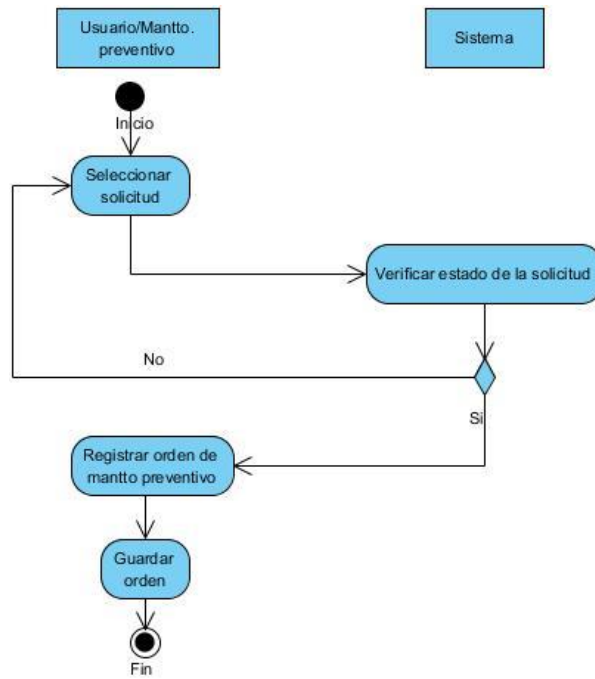 Usuario/Mantto.
preventivo
Sistema
Inicio
Seleccionar
solicitud
Verificar estado de la solicitud
No
Si
Registrar orden de
mantto preventivo
Guardar
orden
Fin